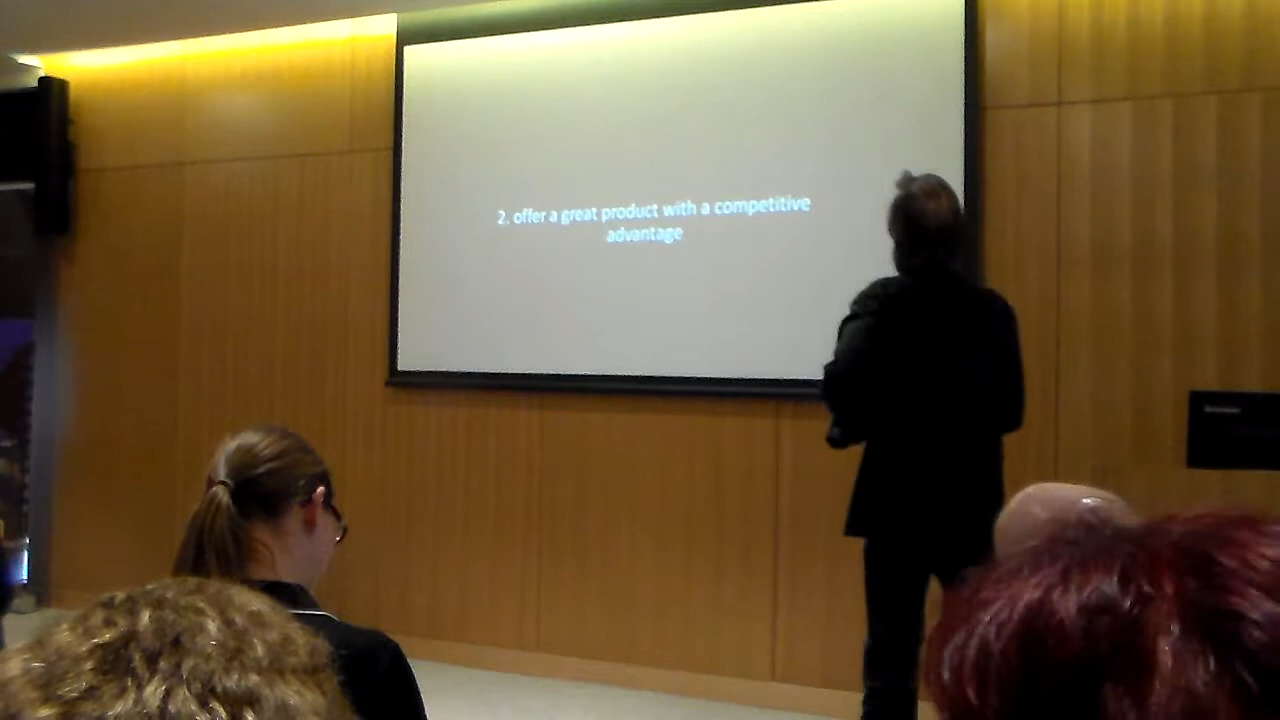 2. offer a great product with a competitive
advantage